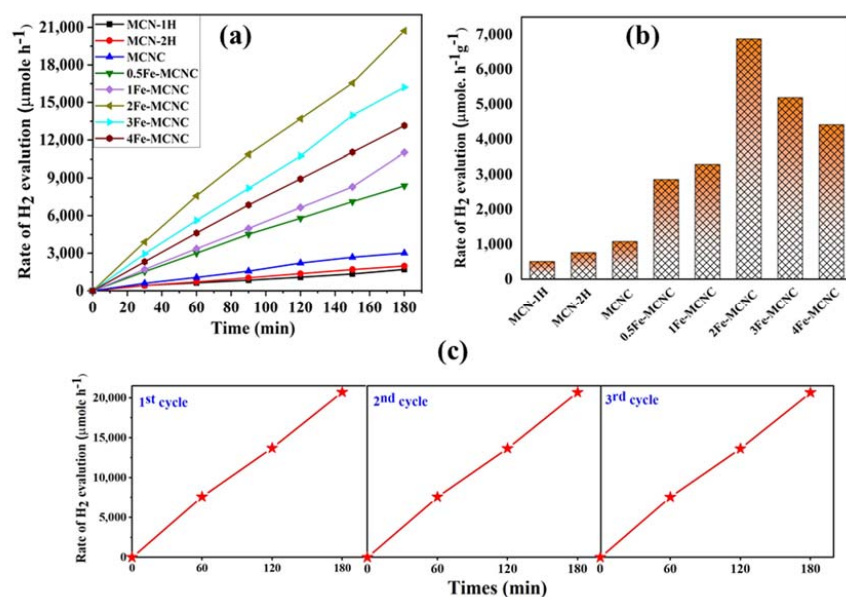 (a)
Rate of H2 evalution (µmole h-1)
21,000
18,000
15,000
12,000
9,000
6,000
3,000
0
MCN-1H
MCN-2H
MCNC
0.5Fe-MCNC
1Fe-MCNC
2Fe-MCNC
3Fe-MCNC
4Fe-MCNC
0 20 40 60 80 100 120 140 160 180
Time (min)
(b)
Rate of H2 evalution (µmole. h-1g-1)
7,000
6,000
5,000
4,000
3,000
2,000
1,000
0
MCN-1H
MCN-2H
MCNC
0.5Fe-MCNC
1Fe-MCNC
2Fe-MCNC
3Fe-MCNC
4Fe-MCNC
(c)
Rate of H2 evalution (µmole h-1)
20,000
15,000
10,000
5,000
0
1st cycle
2nd cycle
3rd cycle
0 60 120 180 0 60 120 180 0 60 120 180
Times (min)